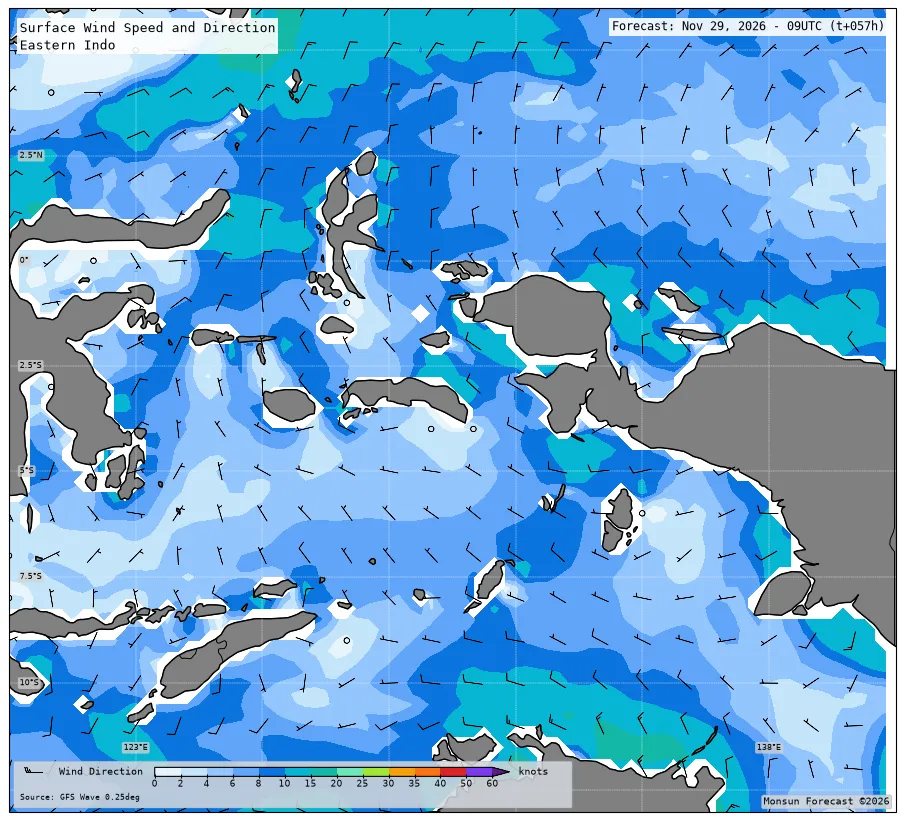 Surface Wind Speed and Direction
Eastern Indo
Forecast: Nov 29, 2026 - 09UTC (t+057h)
2.5°N
0°
2.5°S
5°S
7.5°S
10°S
123°E
138°E
Wind Direction
0 2 4 6 8 10 15 20 25 30 35 40 50 60
knots
Source: GFS Wave 0.25deg
Monsun Forecast ©2026